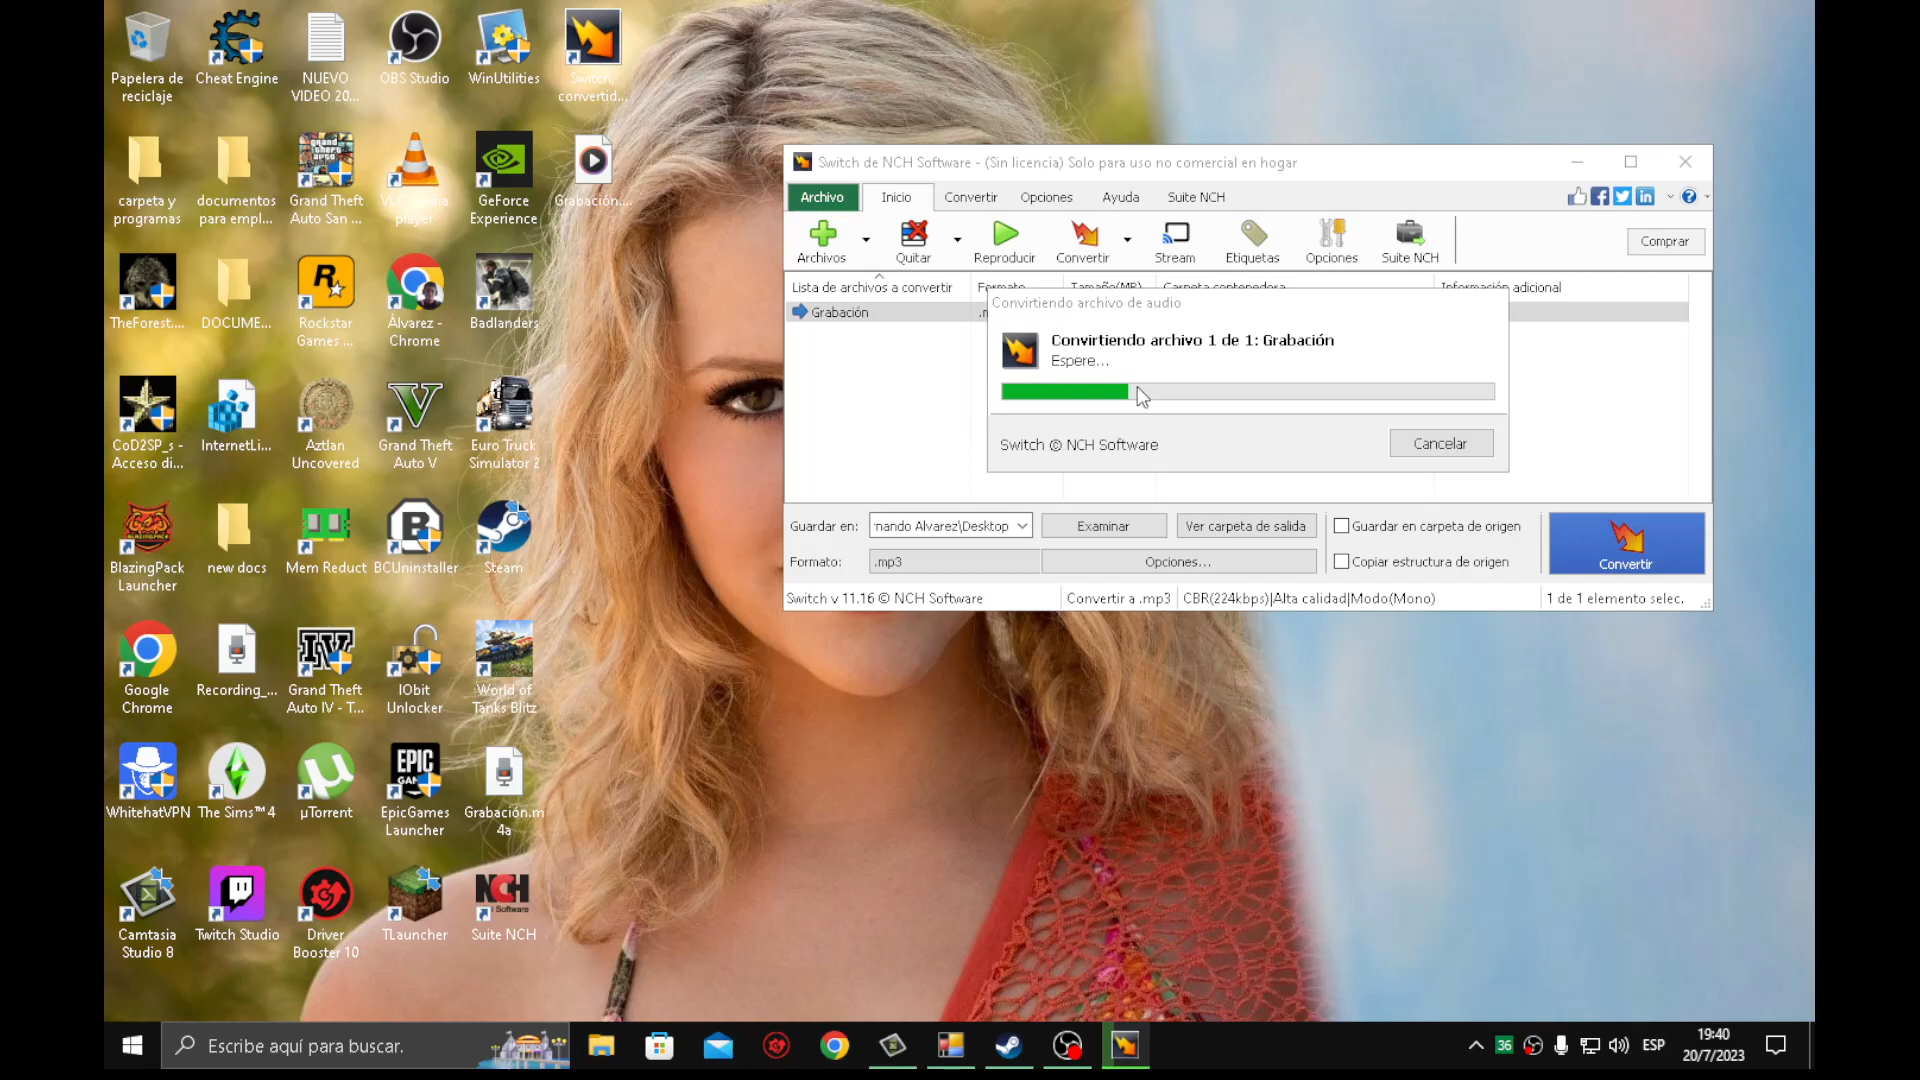 Papelera de
reciclaje
Cheat Engine
NUEVO
VIDEO 20...
OBS Studio
WinUtilities
Switch,
convertid...
carpeta y
programas
documentos
para empl...
Grand Theft
Auto San ...
VLC media
player
GeForce
Experience
Grabación....
TheForest....
DOCUME...
Rockstar
Games ...
Álvarez -
Chrome
Badlanders
CoD2SP_s -
Acceso di...
InternetLi...
Aztlan
Uncovered
Grand Theft
Auto V
Euro Truck
Simulator 2
BlazingPack
Launcher
new docs
Mem Reduct
BCUninstaller
Steam
Google
Chrome
Recording_...
Grand Theft
Auto IV - T...
IObit
Unlocker
World of
Tanks Blitz
WhitehatVPN
The Sims™ 4
µTorrent
EPIC
EpicGames
Launcher
Grabación.m
4a
Camtasia
Studio 8
Twitch Studio
Driver
Booster 10
TLauncher
NCH
Software
Suite NCH
Switch de NCH Software - (Sin licencia) Solo para uso no comercial en hogar
Archivo
Inicio
Convertir
Opciones
Ayuda
Suite NCH
Archivos
Quitar
Reproducir
Convertir
Stream
Etiquetas
Opciones
Suite NCH
Comprar
Lista de archivos a convertir
Formato
Tamaño(MB)
Carpeta contenedora
Información adicional
Grabación
Convirtiendo archivo de audio
Convirtiendo archivo 1 de 1: Grabación
Espere...
Switch © NCH Software
Cancelar
Guardar en:
rnando Alvarez\Desktop
Examinar
Ver carpeta de salida
Guardar en carpeta de origen
Formato:
.mp3
Opciones...
Copiar estructura de origen
Convertir
Switch v 11.16 © NCH Software
Convertir a .mp3
CBR(224kbps)|Alta calidad|Modo(Mono)
1 de 1 elemento selec.
Escribe aquí para buscar.
36
ESP
19:40
20/7/2023